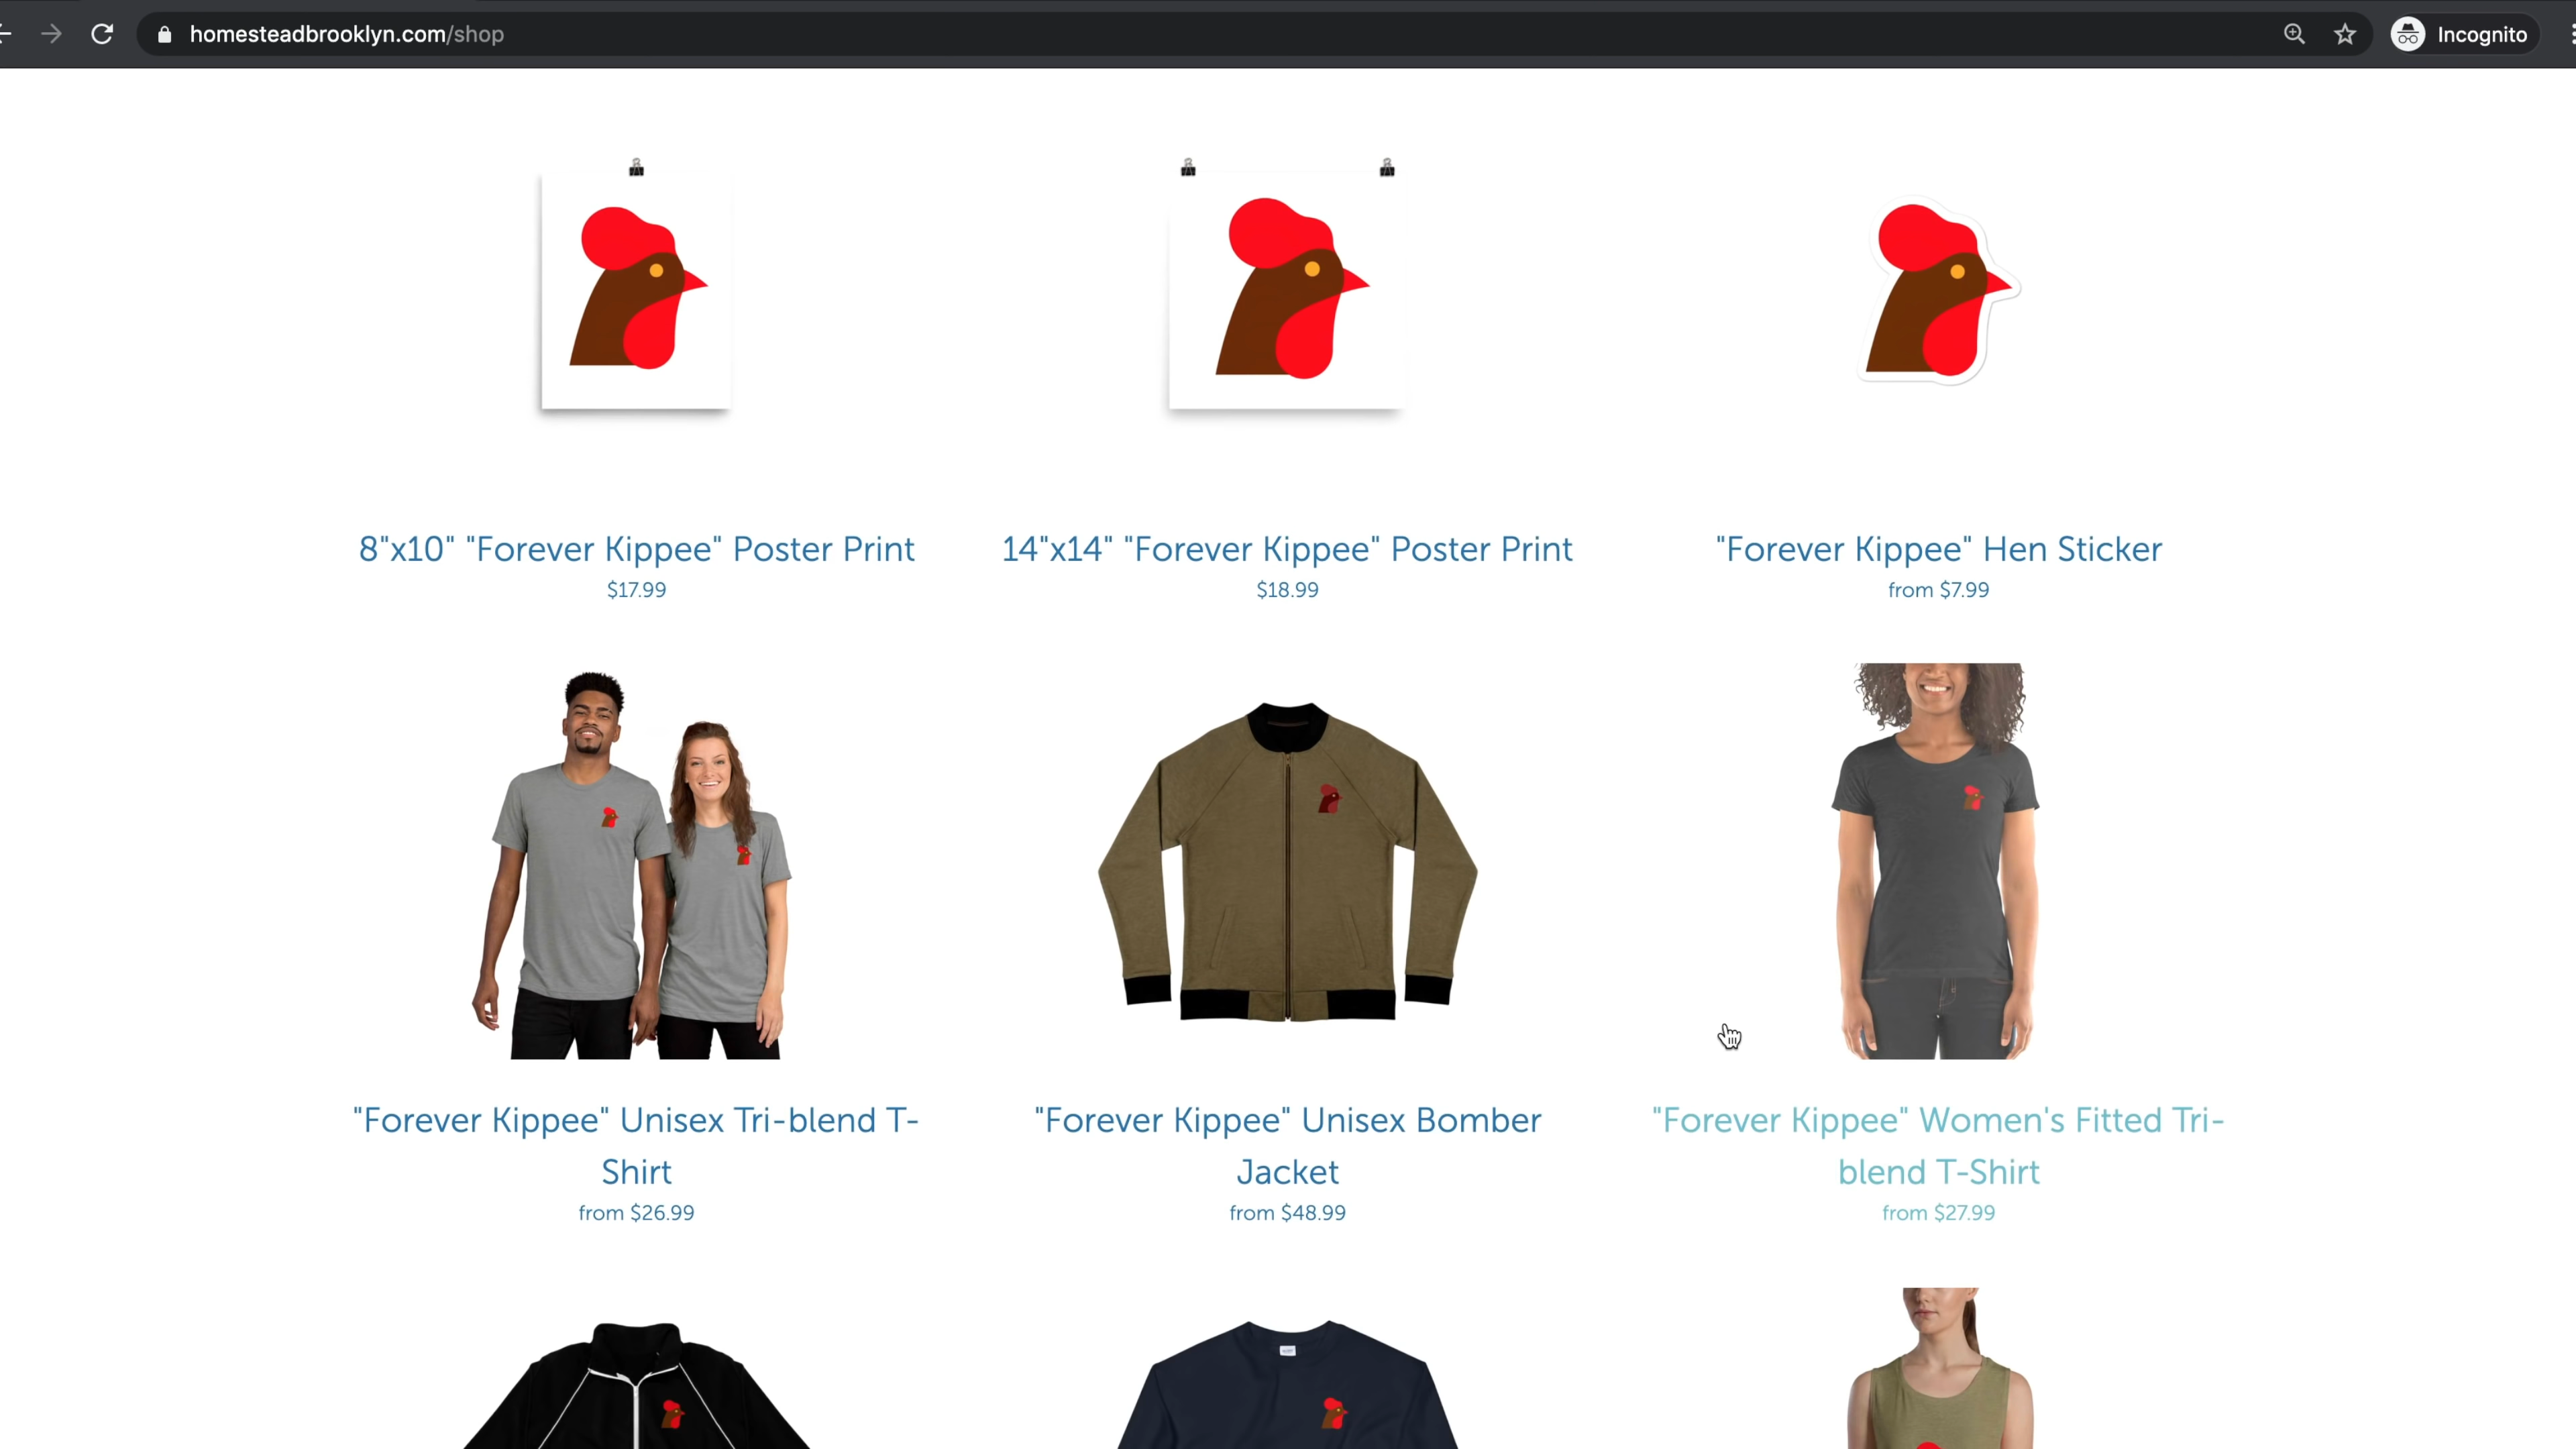 homesteadbrooklyn.com/shop
Incognito
8"x10" "Forever Kippee" Poster Print
$17.99
14"x14" "Forever Kippee" Poster Print
$18.99
"Forever Kippee" Hen Sticker
from $7.99
"Forever Kippee" Unisex Tri-blend T-
Shirt
from $26.99
"Forever Kippee" Unisex Bomber
Jacket
from $48.99
"Forever Kippee" Women's Fitted Tri-
blend T-Shirt
from $27.99